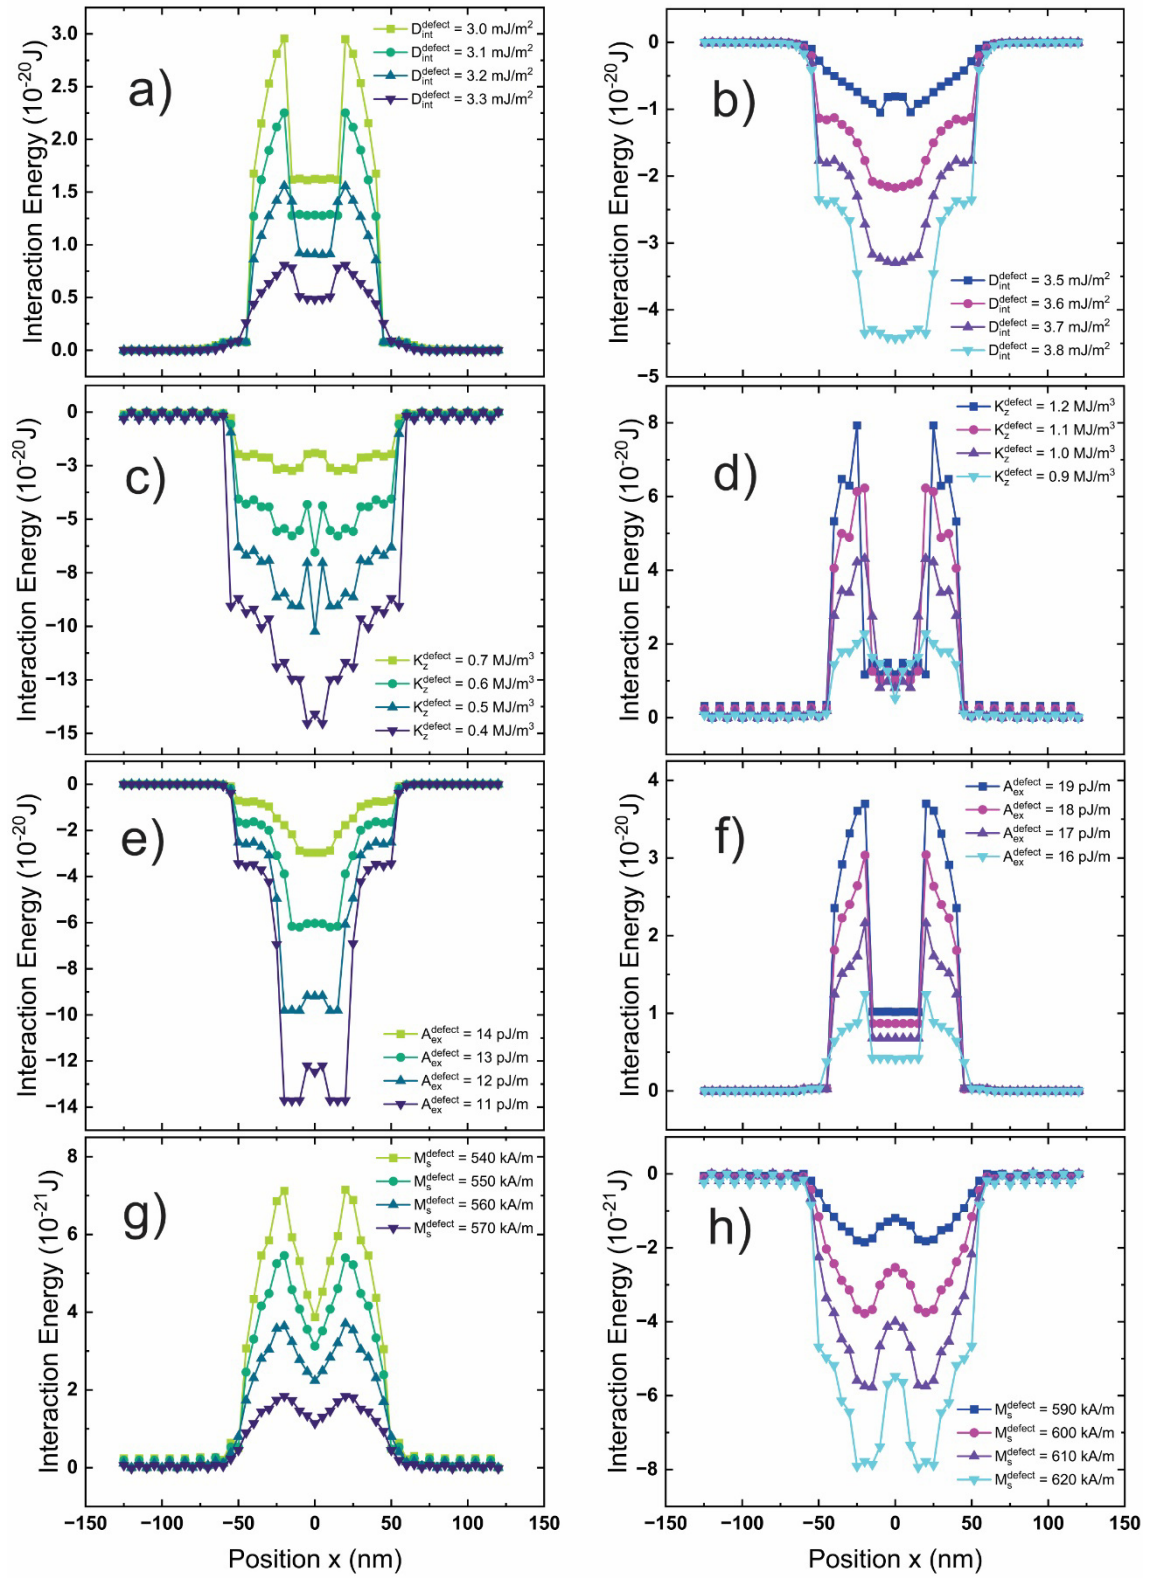 a)
Interaction Energy (10⁻²⁰J)
3.0
2.5
2.0
1.5
1.0
0.5
0.0
D_int^defect = 3.0 mJ/m²
D_int^defect = 3.1 mJ/m²
D_int^defect = 3.2 mJ/m²
D_int^defect = 3.3 mJ/m²
b)
Interaction Energy (10⁻²⁰J)
0
−1
−2
−3
−4
−5
D_int^defect = 3.5 mJ/m²
D_int^defect = 3.6 mJ/m²
D_int^defect = 3.7 mJ/m²
D_int^defect = 3.8 mJ/m²
c)
Interaction Energy (10⁻²⁰J)
0
−3
−5
−8
−10
−13
−15
K_z^defect = 0.7 MJ/m³
K_z^defect = 0.6 MJ/m³
K_z^defect = 0.5 MJ/m³
K_z^defect = 0.4 MJ/m³
d)
Interaction Energy (10⁻²⁰J)
8
6
4
2
0
K_z^defect = 1.2 MJ/m³
K_z^defect = 1.1 MJ/m³
K_z^defect = 1.0 MJ/m³
K_z^defect = 0.9 MJ/m³
e)
Interaction Energy (10⁻²⁰J)
0
−2
−4
−6
−8
−10
−12
−14
A_ex^defect = 14 pJ/m
A_ex^defect = 13 pJ/m
A_ex^defect = 12 pJ/m
A_ex^defect = 11 pJ/m
f)
Interaction Energy (10⁻²⁰J)
4
3
2
1
0
A_ex^defect = 19 pJ/m
A_ex^defect = 18 pJ/m
A_ex^defect = 17 pJ/m
A_ex^defect = 16 pJ/m
g)
Interaction Energy (10⁻²¹J)
8
6
4
2
0
M_s^defect = 540 kA/m
M_s^defect = 550 kA/m
M_s^defect = 560 kA/m
M_s^defect = 570 kA/m
−150 −100 −50 0 50 100 150
Position x (nm)
h)
Interaction Energy (10⁻²¹J)
0
−2
−4
−6
−8
M_s^defect = 590 kA/m
M_s^defect = 600 kA/m
M_s^defect = 610 kA/m
M_s^defect = 620 kA/m
−150 −100 −50 0 50 100 150
Position x (nm)